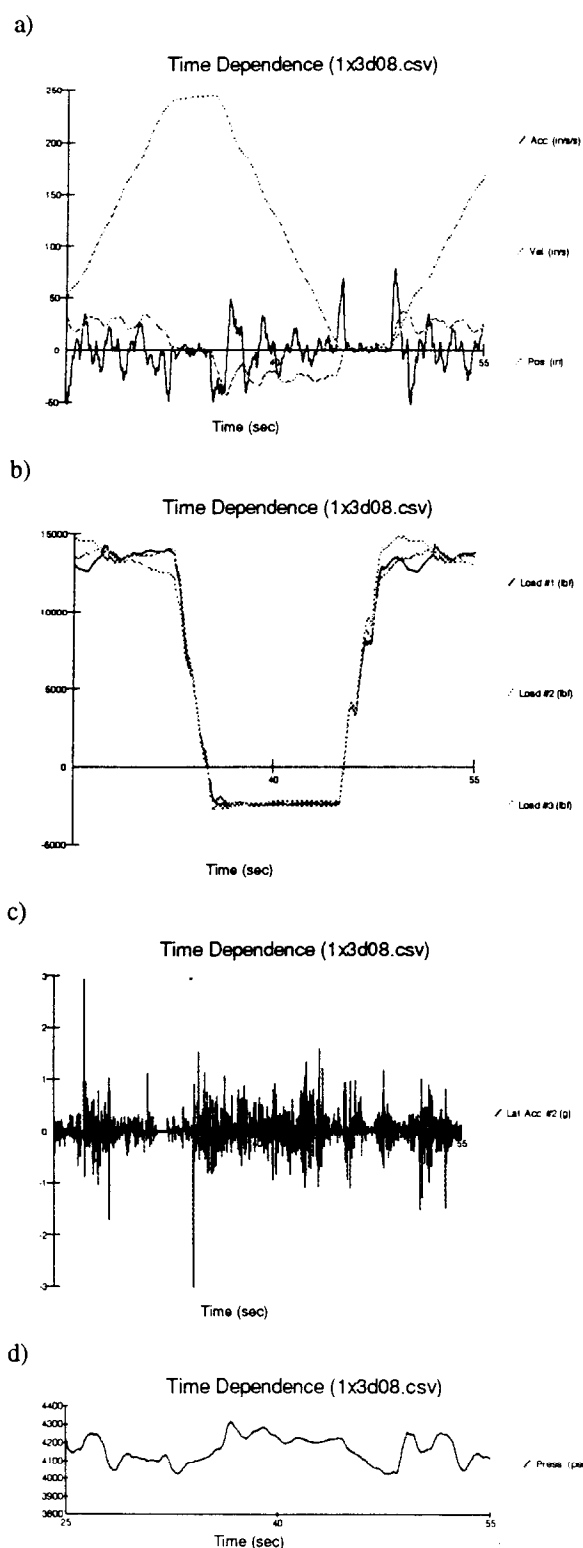 a)
Time Dependence (1x3d08.csv)
250
200
150
100
50
0
-50
40
55
Acc (in/s/s)
Vel (in/s)
Pos (in)
Time (sec)
b)
Time Dependence (1x3d08.csv)
15000
10000
5000
0
-5000
40
55
Load #1 (lbf)
Load #2 (lbf)
Load #3 (lbf)
Time (sec)
c)
Time Dependence (1x3d08.csv)
3
2
1
0
-1
-2
-3
55
Lat Acc #2 (g)
Time (sec)
d)
Time Dependence (1x3d08.csv)
4400
4300
4200
4100
4000
3900
3800
25
40
55
Press
Time (sec)